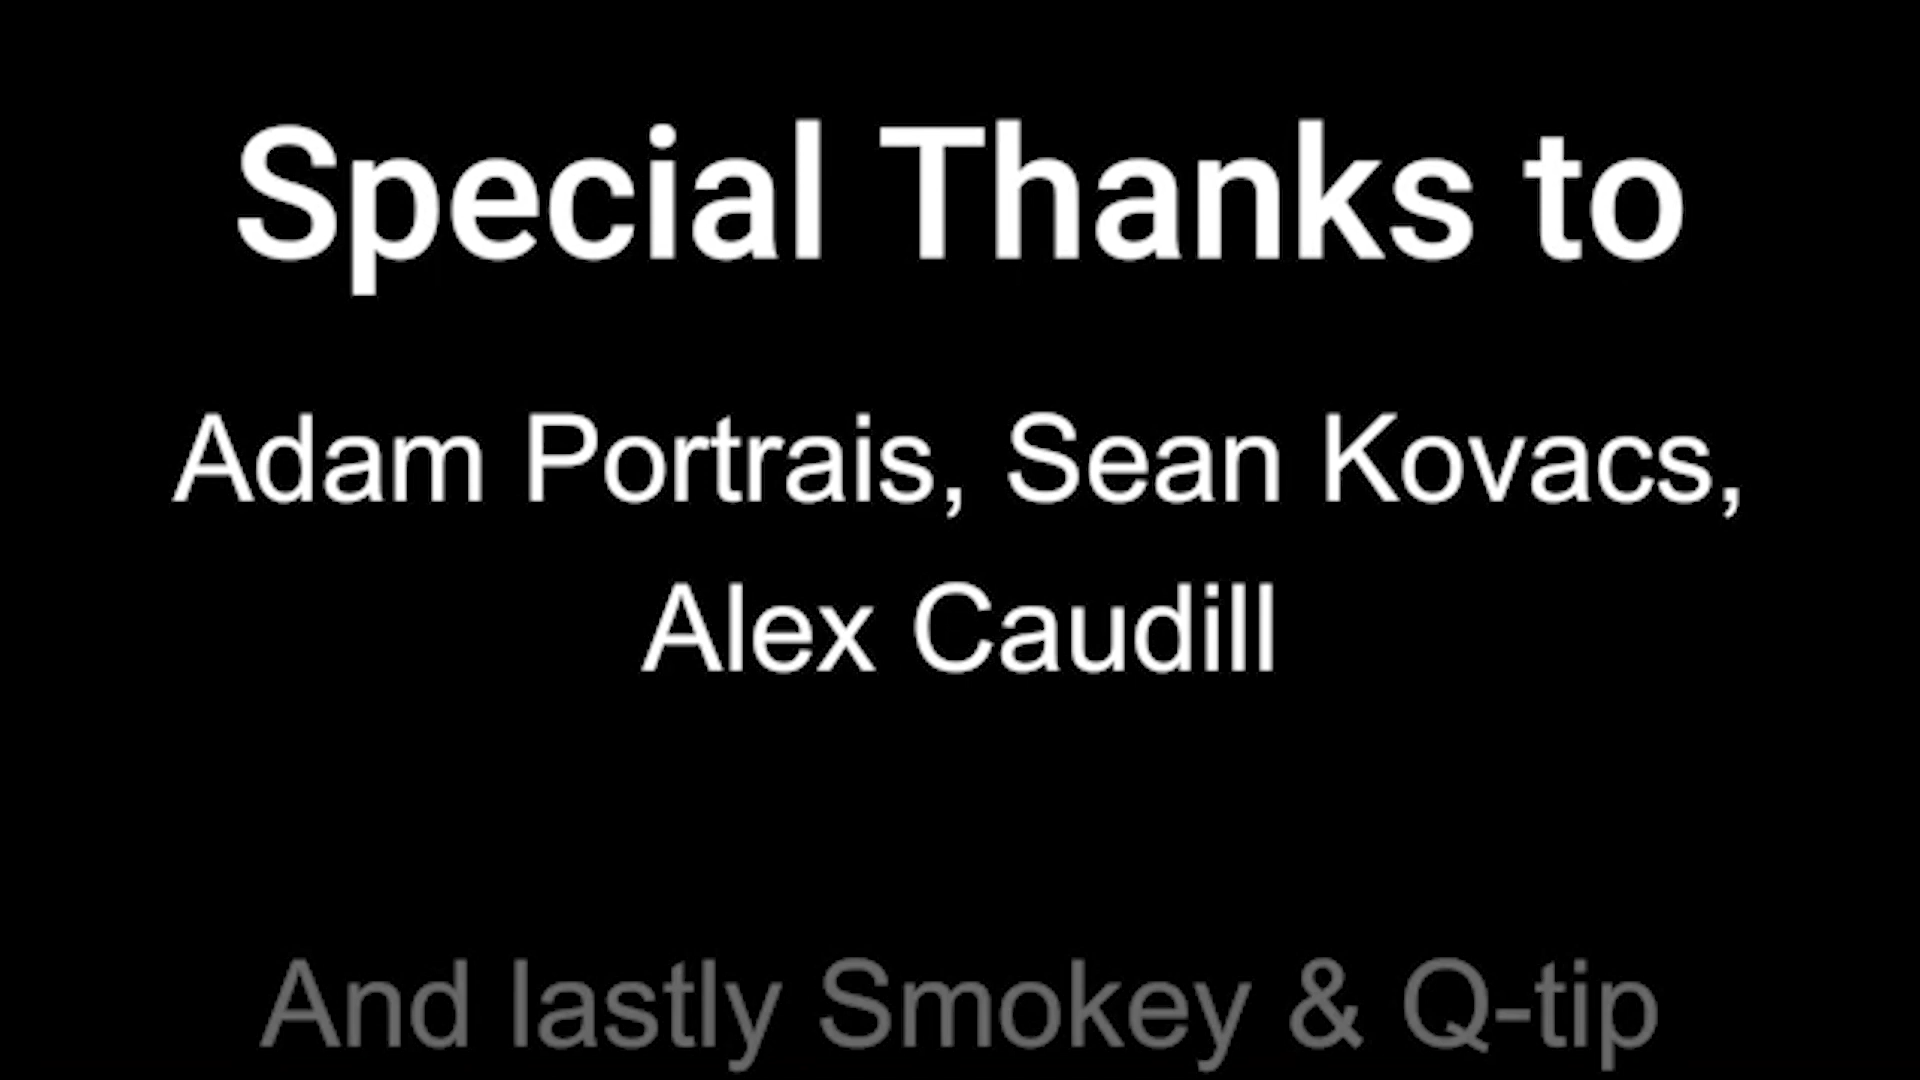 Special Thanks to
Adam Portrais, Sean Kovacs,
Alex Caudill
And lastly Smokey & Q-tip